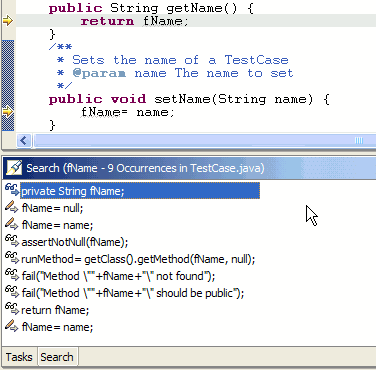 public String getName() {
return fName;
}
/**
* Sets the name of a TestCase
* @param name The name to set
*/
public void setName(String name) {
fName= name;
}
Search (fName - 9 Occurrences in TestCase.java)
private String fName;
fName= null;
fName= name;
assertNotNull(fName);
runMethod= getClass().getMethod(fName, null);
fail("Method \""+fName+"\" not found");
fail("Method \""+fName+"\" should be public");
return fName;
fName= name;
Tasks Search